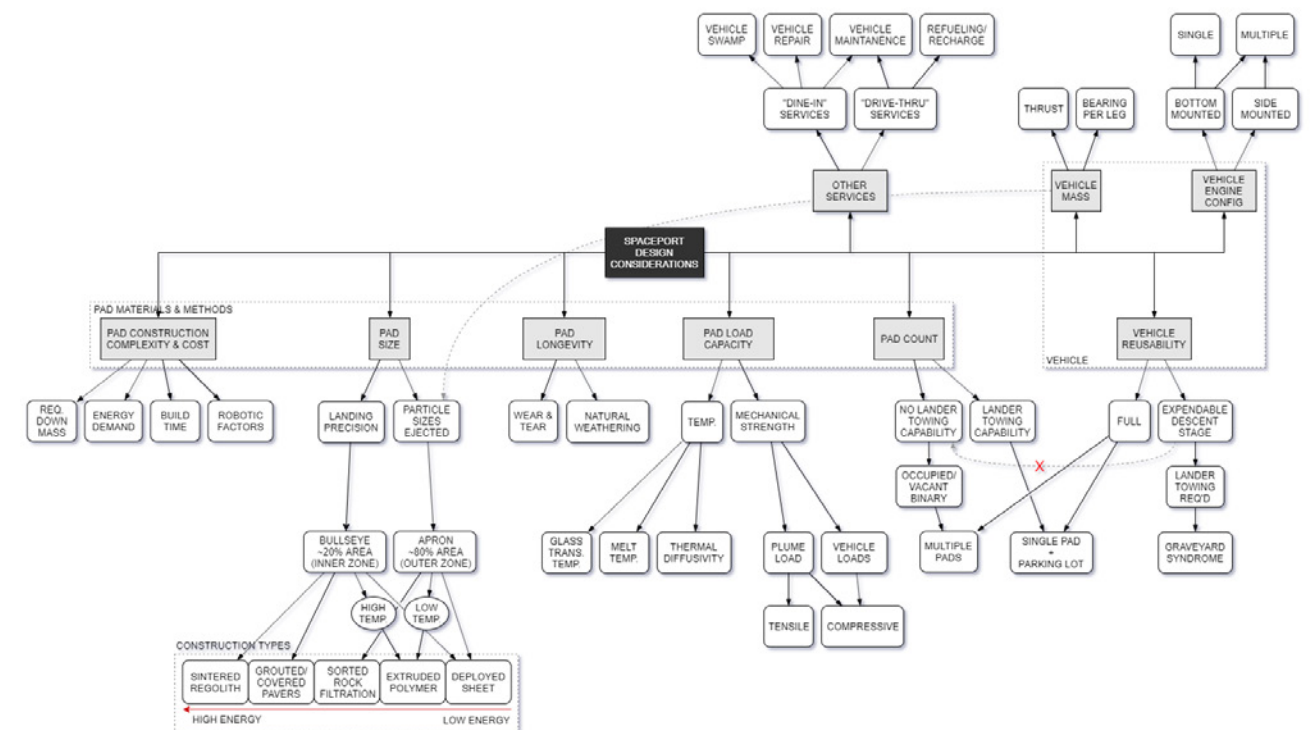 VEHICLE
SWAMP
VEHICLE
REPAIR
VEHICLE
MAINTANENCE
REFUELING/
RECHARGE
SINGLE
MULTIPLE
"DINE-IN"
SERVICES
"DRIVE-THRU"
SERVICES
THRUST
BEARING
PER LEG
BOTTOM
MOUNTED
SIDE
MOUNTED
OTHER
SERVICES
VEHICLE
MASS
VEHICLE
ENGINE
CONFIG
SPACEPORT
DESIGN
CONSIDERATIONS
PAD MATERIALS & METHODS
PAD CONSTRUCTION
COMPLEXITY & COST
PAD
SIZE
PAD
LONGEVITY
PAD LOAD
CAPACITY
PAD COUNT
VEHICLE
REUSABILITY
VEHICLE
REQ.
DOWN
MASS
ENERGY
DEMAND
BUILD
TIME
ROBOTIC
FACTORS
LANDING
PRECISION
PARTICLE
SIZES
EJECTED
WEAR &
TEAR
NATURAL
WEATHERING
TEMP.
MECHANICAL
STRENGTH
NO LANDER
TOWING
CAPABILITY
LANDER
TOWING
CAPABILITY
FULL
EXPENDABLE
DESCENT
STAGE
X
OCCUPIED/
VACANT
BINARY
LANDER
TOWING
REQ'D
BULLSEYE
~20% AREA
(INNER ZONE)
APRON
~80% AREA
(OUTER ZONE)
GLASS
TRANS.
TEMP.
MELT
TEMP.
THERMAL
DIFFUSIVITY
PLUME
LOAD
VEHICLE
LOADS
MULTIPLE
PADS
SINGLE PAD
+
PARKING LOT
GRAVEYARD
SYNDROME
HIGH
TEMP.
LOW
TEMP.
TENSILE
COMPRESSIVE
CONSTRUCTION TYPES
SINTERED
REGOLITH
GROUTED/
COVERED
PAVERS
SORTED
ROCK
FILTRATION
EXTRUDED
POLYMER
DEPLOYED
SHEET
HIGH ENERGY
LOW ENERGY